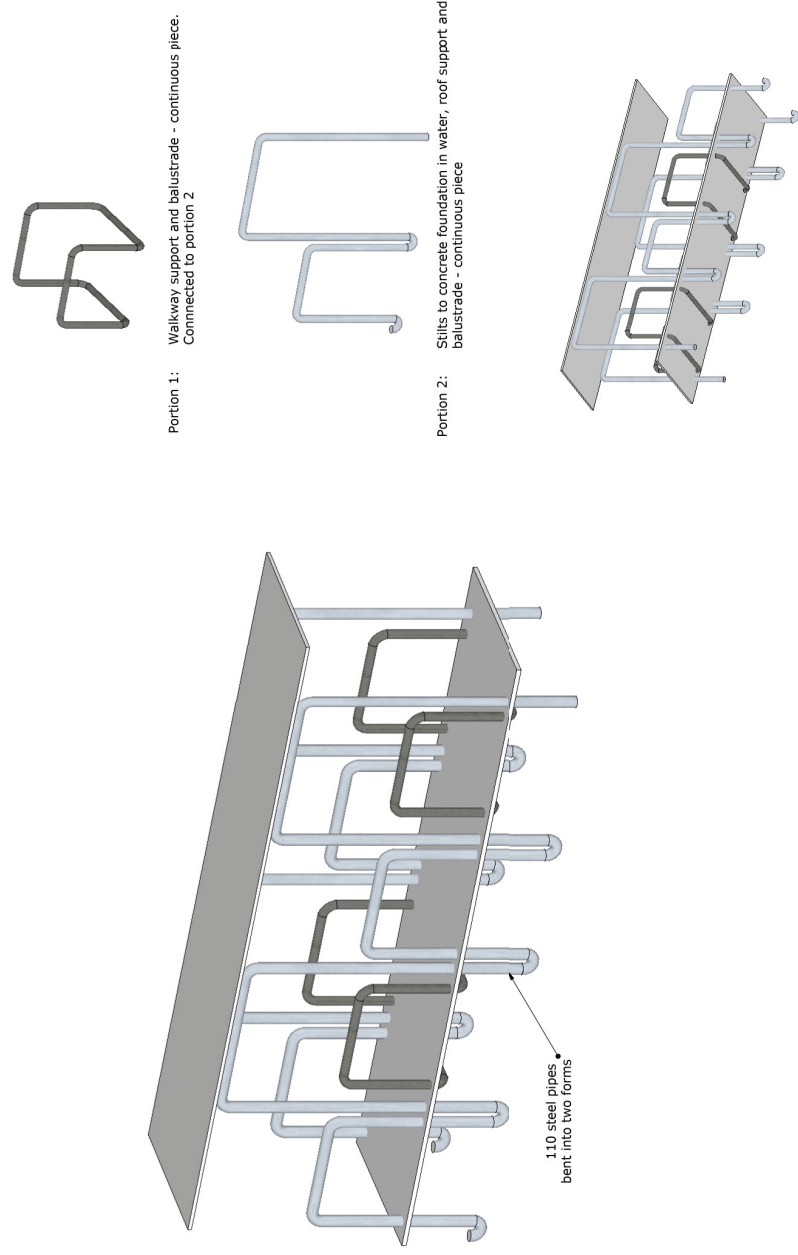 Portion 1:
Walkway support and balustrade - continuous piece.
Connnected to portion 2
Portion 2:
Stilts to concrete foundation in water, roof support and
balustrade - continuous piece
110 steel pipes
bent into two forms